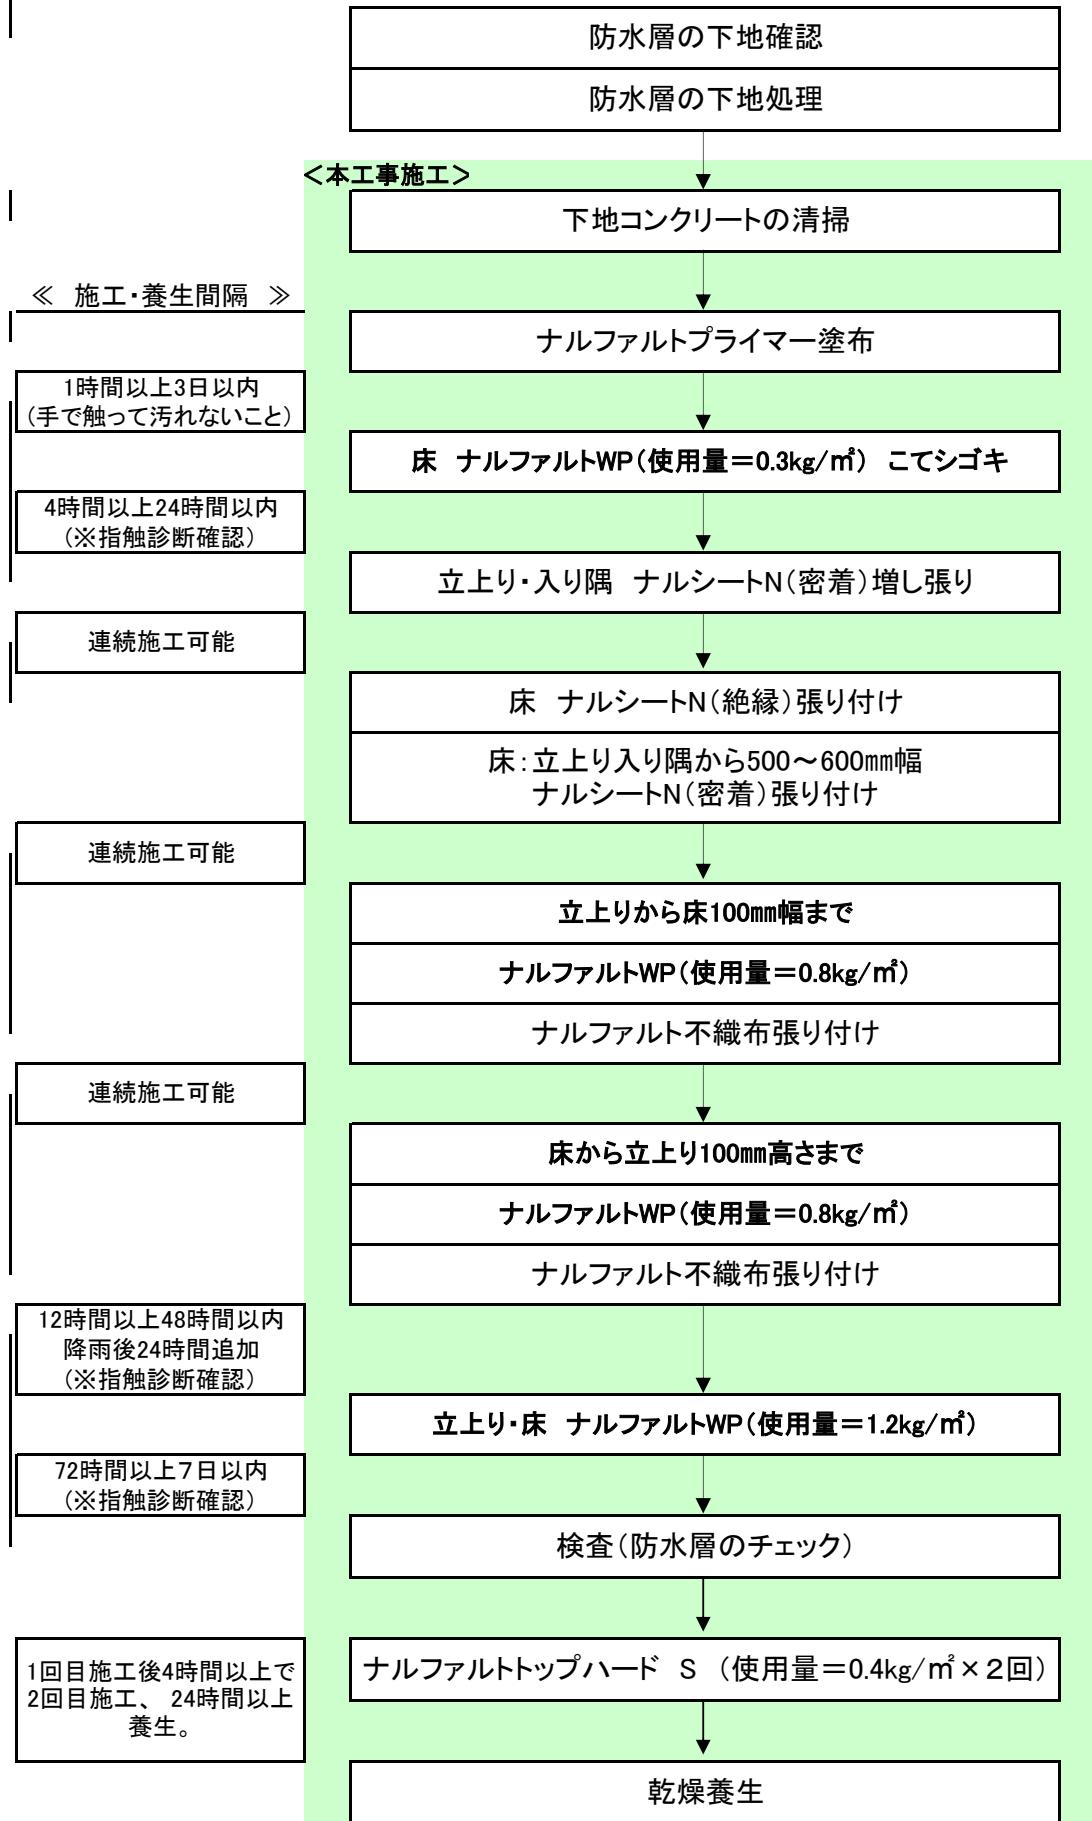 防水層の下地確認
防水層の下地処理
＜本工事施工＞
下地コンクリートの清掃
≪　施工・養生間隔　≫
ナルファルトプライマー塗布
1時間以上3日以内
(手で触って汚れないこと)
床　ナルファルトWP（使用量＝0.3kg/㎡）　こてシゴキ
4時間以上24時間以内
(※指触診断確認）
立上り・入り隅　ナルシートN（密着）増し張り
連続施工可能
床　ナルシートN（絶縁）張り付け
床：立上り入り隅から500～600㎜幅
ナルシートN（密着）張り付け
連続施工可能
立上りから床100㎜幅まで
ナルファルトWP（使用量＝0.8kg/㎡）
ナルファルト不織布張り付け
連続施工可能
床から立上り100㎜高さまで
ナルファルトWP（使用量＝0.8kg/㎡）
ナルファルト不織布張り付け
12時間以上48時間以内
降雨後24時間追加
(※指触診断確認）
立上り・床　ナルファルトWP（使用量＝1.2kg/㎡）
72時間以上７日以内
(※指触診断確認）
検査（防水層のチェック）
1回目施工後4時間以上で
2回目施工、 24時間以上
養生。
ナルファルトトップハード　S　（使用量＝0.4kg/㎡×２回）
乾燥養生